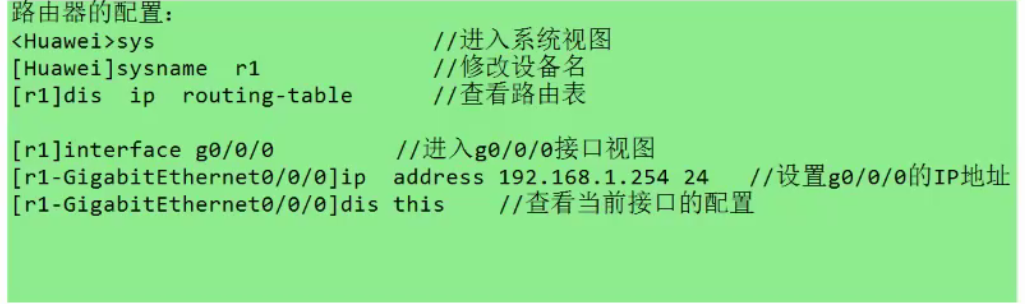 路由器的配置：
<Huawei>sys //进入系统视图
[Huawei]sysname r1 //修改设备名
[r1]dis ip routing-table //查看路由表
[r1]interface g0/0/0 //进入g0/0/0接口视图
[r1-GigabitEthernet0/0/0]ip address 192.168.1.254 24 //设置g0/0/0的IP地址
[r1-GigabitEthernet0/0/0]dis this //查看当前接口的配置